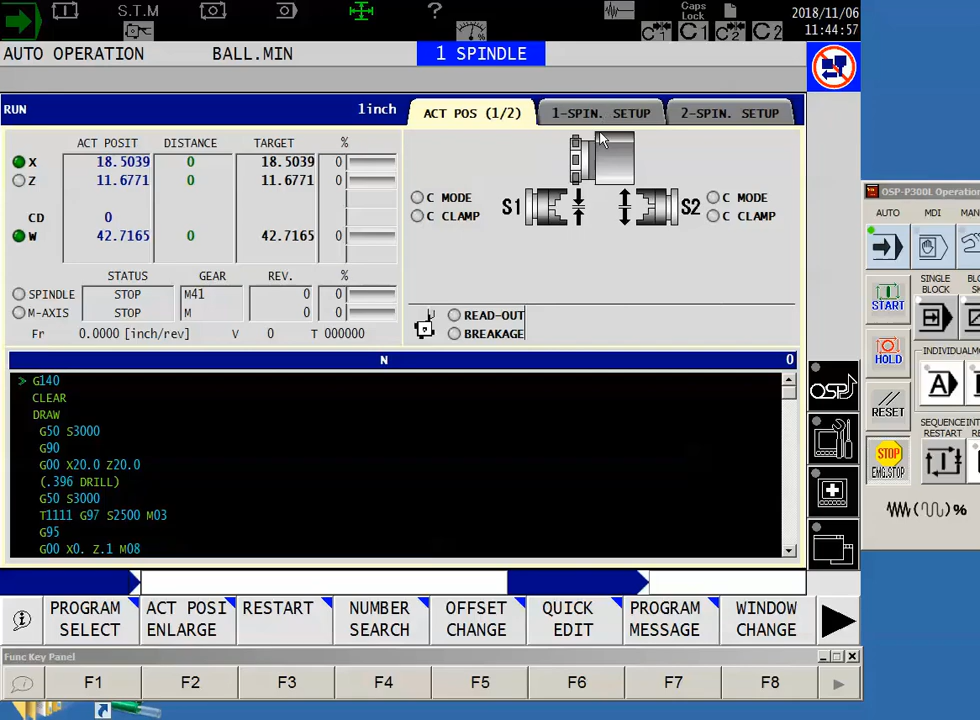 S.T.M
?
Caps
Lock
2018/11/06
11:44:57
C1 C1 C2 C2
AUTO OPERATION BALL.MIN 1 SPINDLE
RUN 1inch ACT POS (1/2) 1-SPIN. SETUP 2-SPIN. SETUP
ACT POSIT DISTANCE TARGET %
X 18.5039 0 18.5039 0
Z 11.6771 0 11.6771 0
CD 0
W 42.7165 0 42.7165 0
STATUS GEAR REV. %
SPINDLE STOP M41 0 0
M-AXIS STOP M 0 0
Fr 0.0000 [inch/rev] V 0 T 000000
C MODE
C CLAMP
S1
S2
C MODE
C CLAMP
READ-OUT
BREAKAGE
N 0
G140
CLEAR
DRAW
G50 S3000
G90
G00 X20.0 Z20.0
(.396 DRILL)
G50 S3000
T1111 G97 S2500 M03
G95
G00 X0. Z.1 M08
OSP
PROGRAM
SELECT
ACT POSI
ENLARGE
RESTART
NUMBER
SEARCH
OFFSET
CHANGE
QUICK
EDIT
PROGRAM
MESSAGE
WINDOW
CHANGE
Func Key Panel
F1 F2 F3 F4 F5 F6 F7 F8
OSP-P300L Operation
AUTO MDI MAN
START
SINGLE
BLOCK
HOLD
INDIVIDUAL
A
RESET
SEQUENCE
RESTART
STOP
EMG.STOP
%